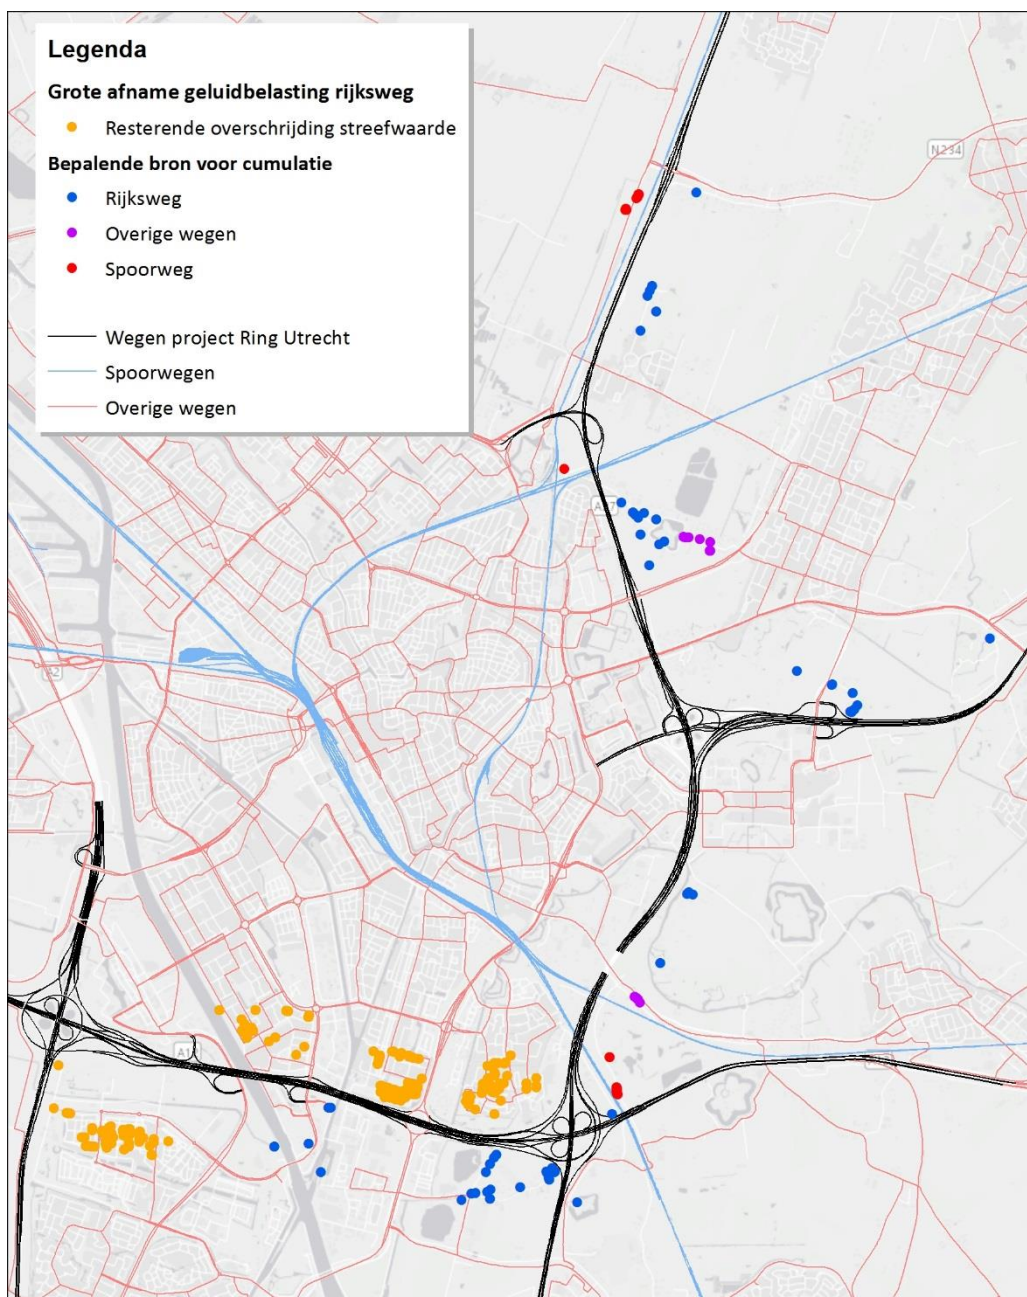 Legenda
Grote afname geluidbelasting rijksweg
Resterende overschrijding streefwaarde
Bepalende bron voor cumulatie
Rijksweg
Overige wegen
Spoorweg
Wegen project Ring Utrecht
Spoorwegen
Overige wegen
N234
A2